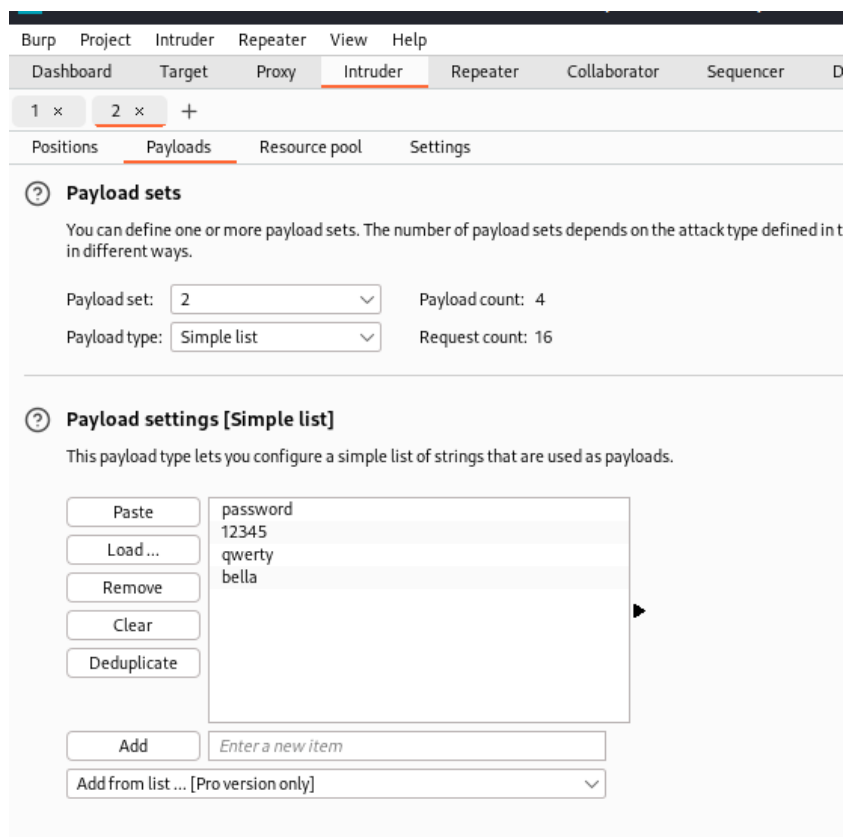 Burp Project Intruder Repeater View Help
Dashboard Target Proxy Intruder Repeater Collaborator Sequencer D
1 × 2 × +
Positions Payloads Resource pool Settings
? Payload sets
You can define one or more payload sets. The number of payload sets depends on the attack type defined in t
in different ways.
Payload set: 2 Payload count: 4
Payload type: Simple list Request count: 16
? Payload settings [Simple list]
This payload type lets you configure a simple list of strings that are used as payloads.
Paste password
12345
Load ... qwerty
bella
Remove
Clear
Deduplicate
Add Enter a new item
Add from list ... [Pro version only]